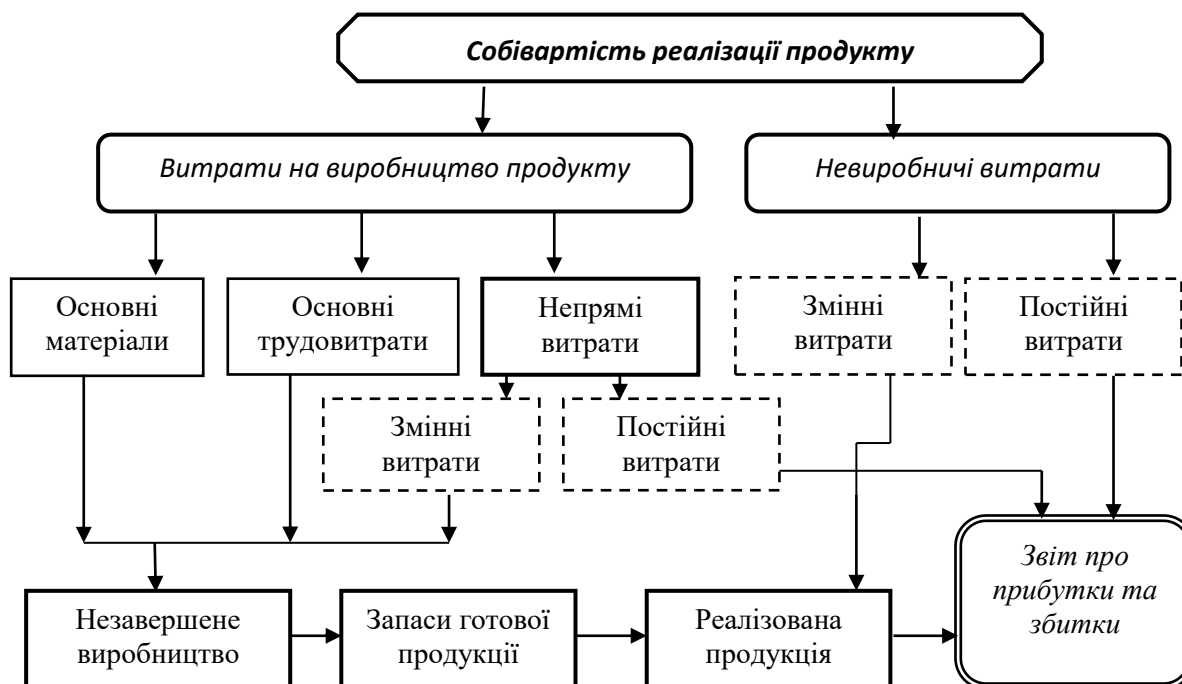 Собівартість реалізації продукту
Витрати на виробництво продукту
Невиробничі витрати
Основні
матеріали
Основні
трудовитрати
Непрямі
витрати
Змінні
витрати
Постійні
витрати
Змінні
витрати
Постійні
витрати
Незавершене
виробництво
Запаси готової
продукції
Реалізована
продукція
Звіт про
прибутки та
збитки